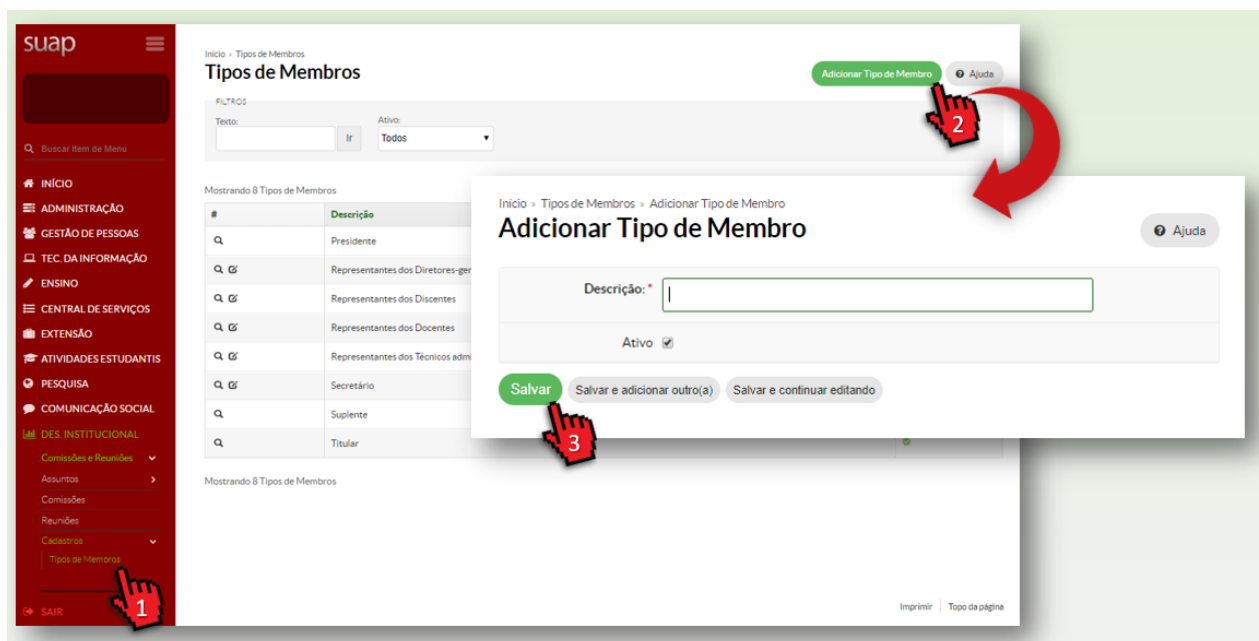 suap
Buscar Item de Menu
INÍCIO
ADMINISTRAÇÃO
GESTÃO DE PESSOAS
TEC. DA INFORMAÇÃO
ENSINO
CENTRAL DE SERVIÇOS
EXTENSÃO
ATIVIDADES ESTUDANTIS
PESQUISA
COMUNICAÇÃO SOCIAL
DES. INSTITUCIONAL
Comissões e Reuniões
Assuntos
Comissões
Reuniões
Cadastros
Tipos de Membros
SAIR
1
Início » Tipos de Membros
Tipos de Membros
Adicionar Tipo de Membro
Ajuda
2
FILTROS
Texto:
Ativo:
Ir
Todos
Mostrando 8 Tipos de Membros
# Descrição
Presidente
Representantes dos Diretores-ger
Representantes dos Discentes
Representantes dos Docentes
Representantes dos Técnicos admi
Secretário
Suplente
Titular
Mostrando 8 Tipos de Membros
Início » Tipos de Membros » Adicionar Tipo de Membro
Adicionar Tipo de Membro
Ajuda
Descrição: *
Ativo
Salvar Salvar e adicionar outro(a) Salvar e continuar editando
3
Imprimir Topo da página